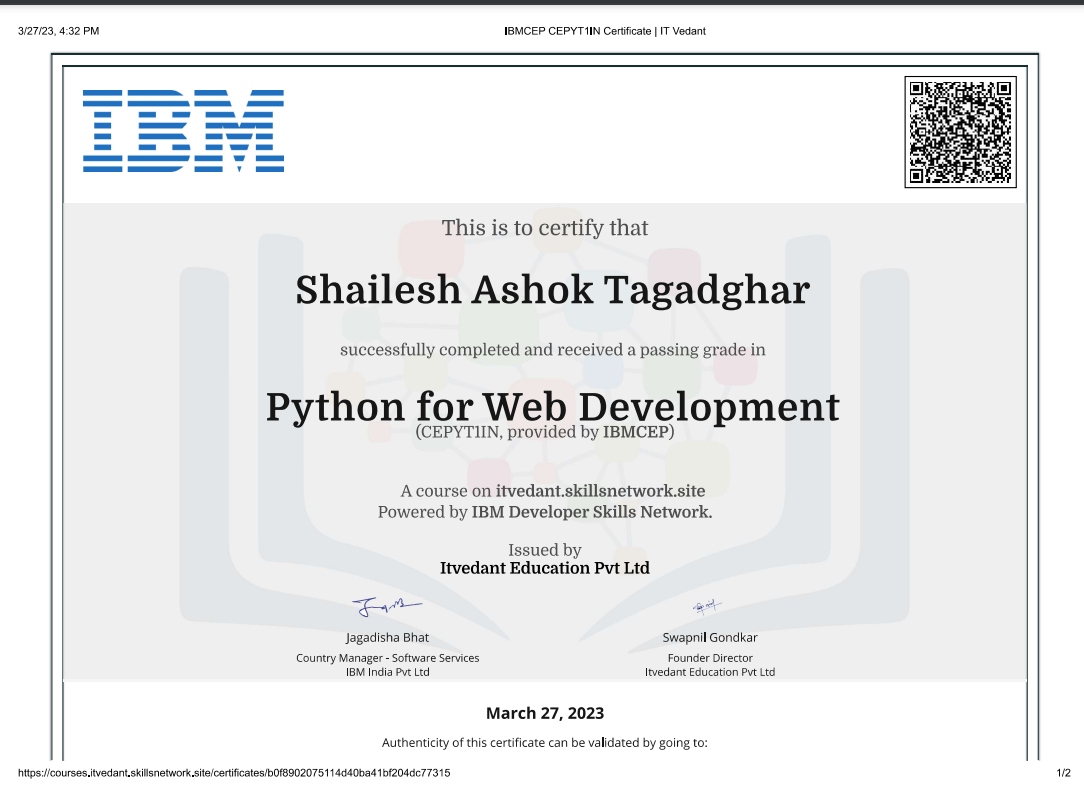 3/27/23, 4:32 PM
IBMCEP CEPYT1IN Certificate | IT Vedant
IBM
This is to certify that
Shailesh Ashok Tagadghar
successfully completed and received a passing grade in
Python for Web Development
(CEPYT1IN, provided by IBMCEP)
A course on itvedant.skillsnetwork.site
Powered by IBM Developer Skills Network.
Issued by
Itvedant Education Pvt Ltd
Jagadisha Bhat
Country Manager - Software Services
IBM India Pvt Ltd
Swapnil Gondkar
Founder Director
Itvedant Education Pvt Ltd
March 27, 2023
Authenticity of this certificate can be validated by going to:
https://courses.itvedant.skillsnetwork.site/certificates/b0f8902075114d40ba41bf204dc77315
1/2